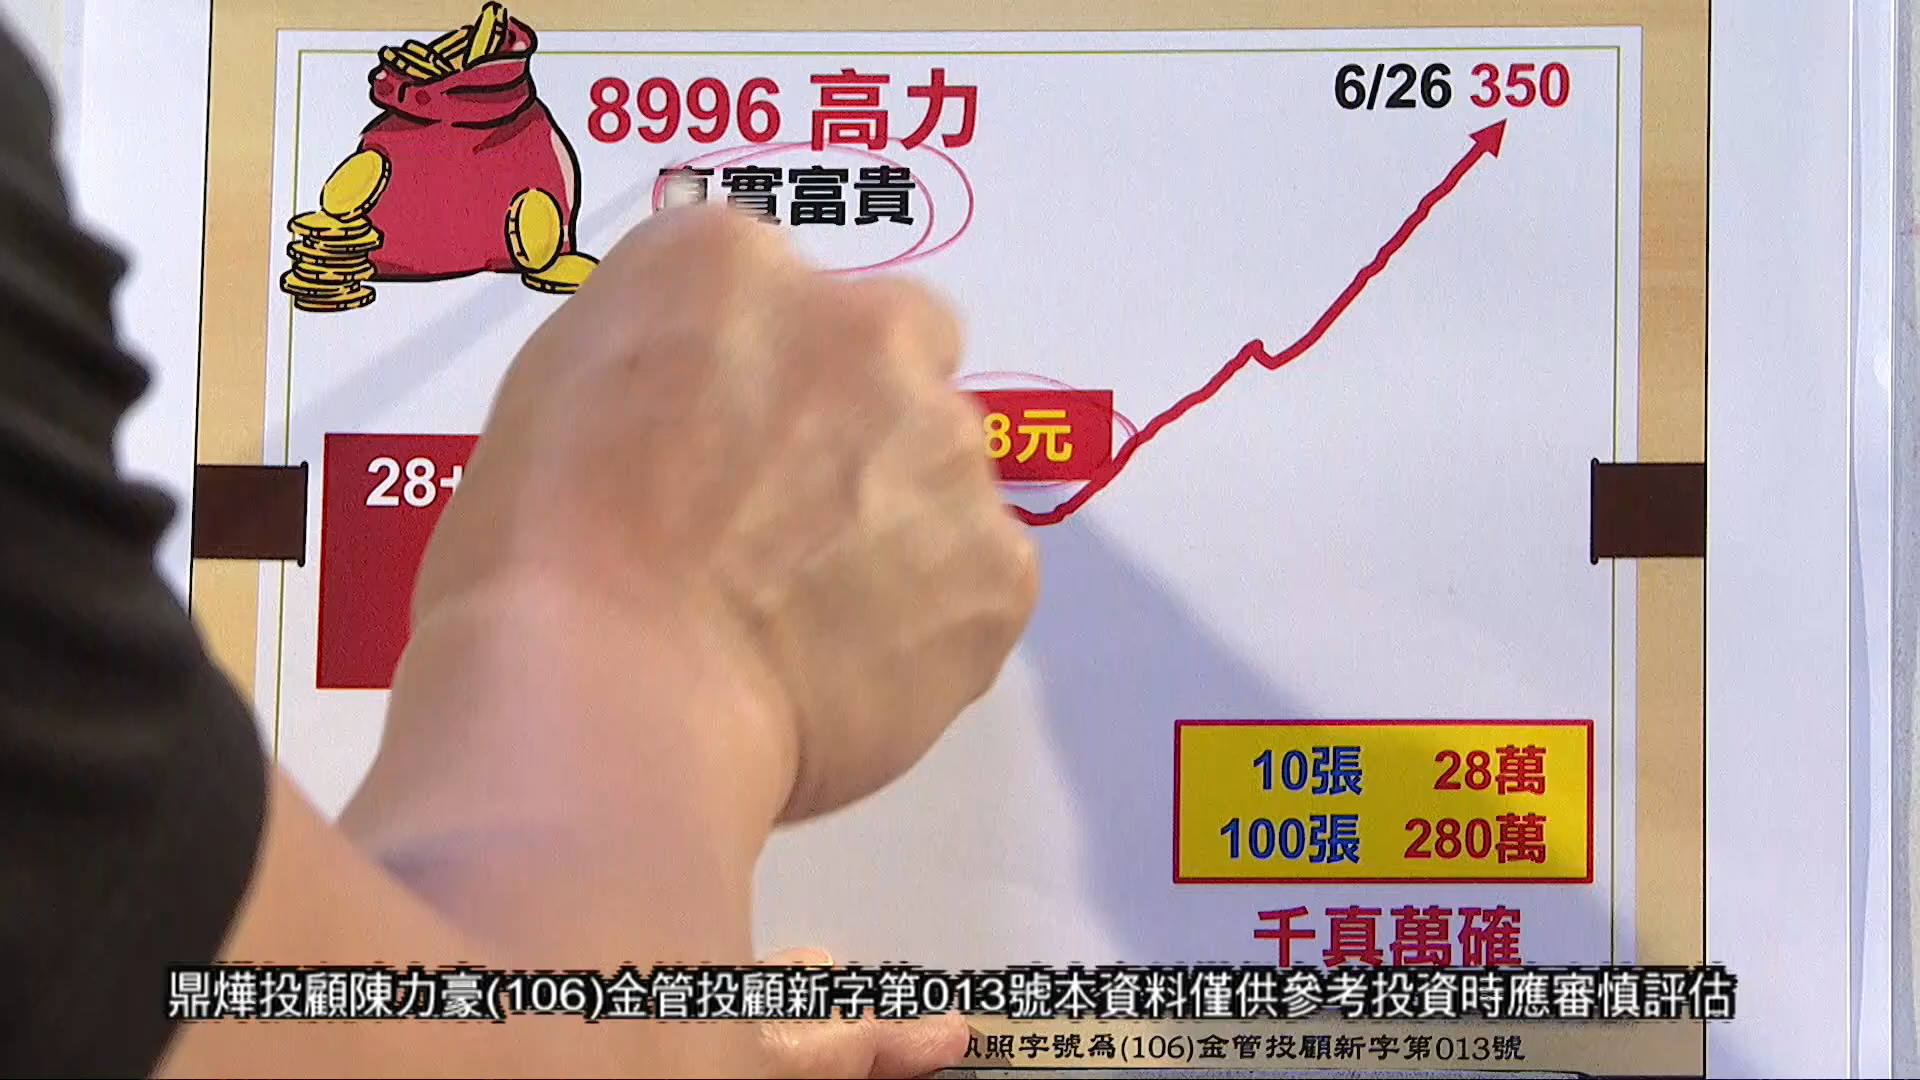 8996 高力
6/26 350
真實富貴
8元
28+
10張 28萬
100張 280萬
千真萬確
鼎燁投顧陳力豪(106)金管投顧新字第013號本資料僅供參考投資時應審慎評估
照字號為(106)金管投顧新字第013號